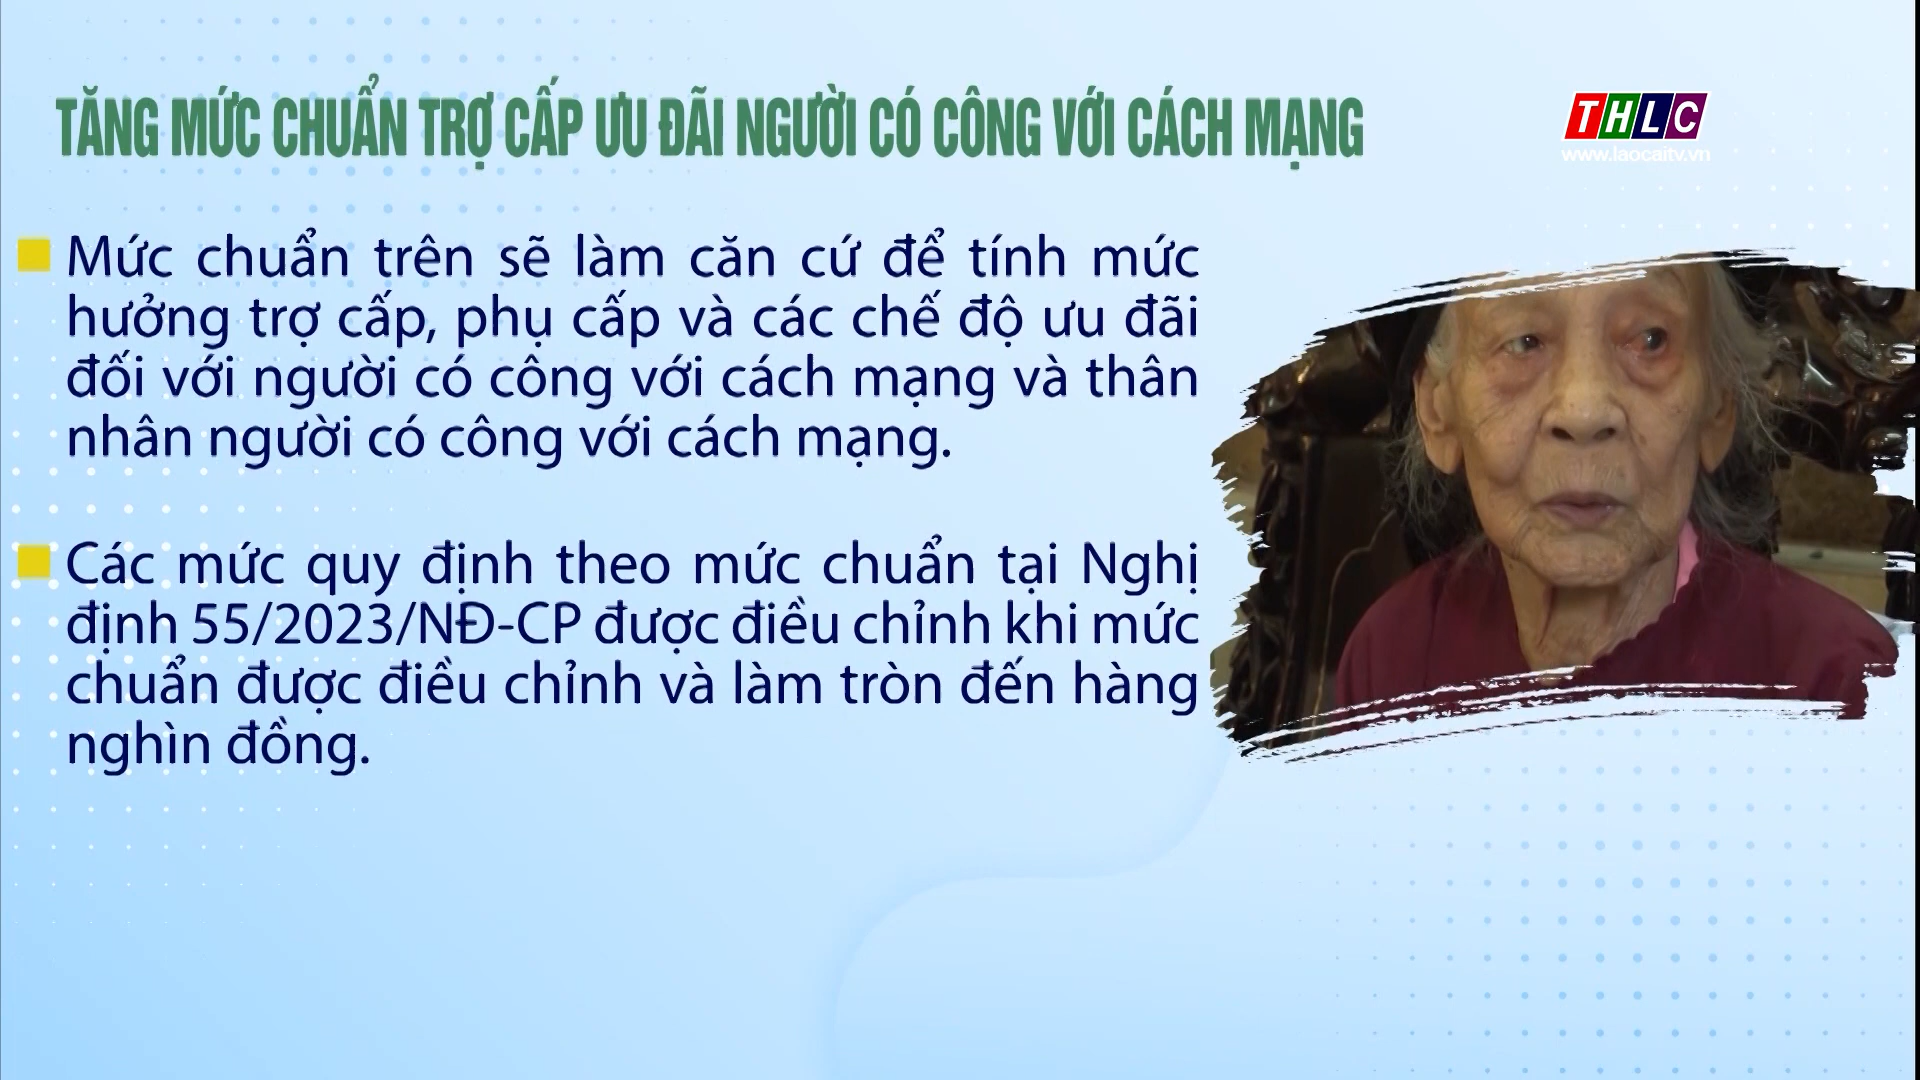 TĂNG MỨC CHUẨN TRỢ CẤP ƯU ĐÃI NGƯỜI CÓ CÔNG VỚI CÁCH MẠNG
THLC
www.laocaitv.vn
Mức chuẩn trên sẽ làm căn cứ để tính mức
hưởng trợ cấp, phụ cấp và các chế độ ưu đãi
đối với người có công với cách mạng và thân
nhân người có công với cách mạng.
Các mức quy định theo mức chuẩn tại Nghị
định 55/2023/NĐ-CP được điều chỉnh khi mức
chuẩn được điều chỉnh và làm tròn đến hàng
nghìn đồng.